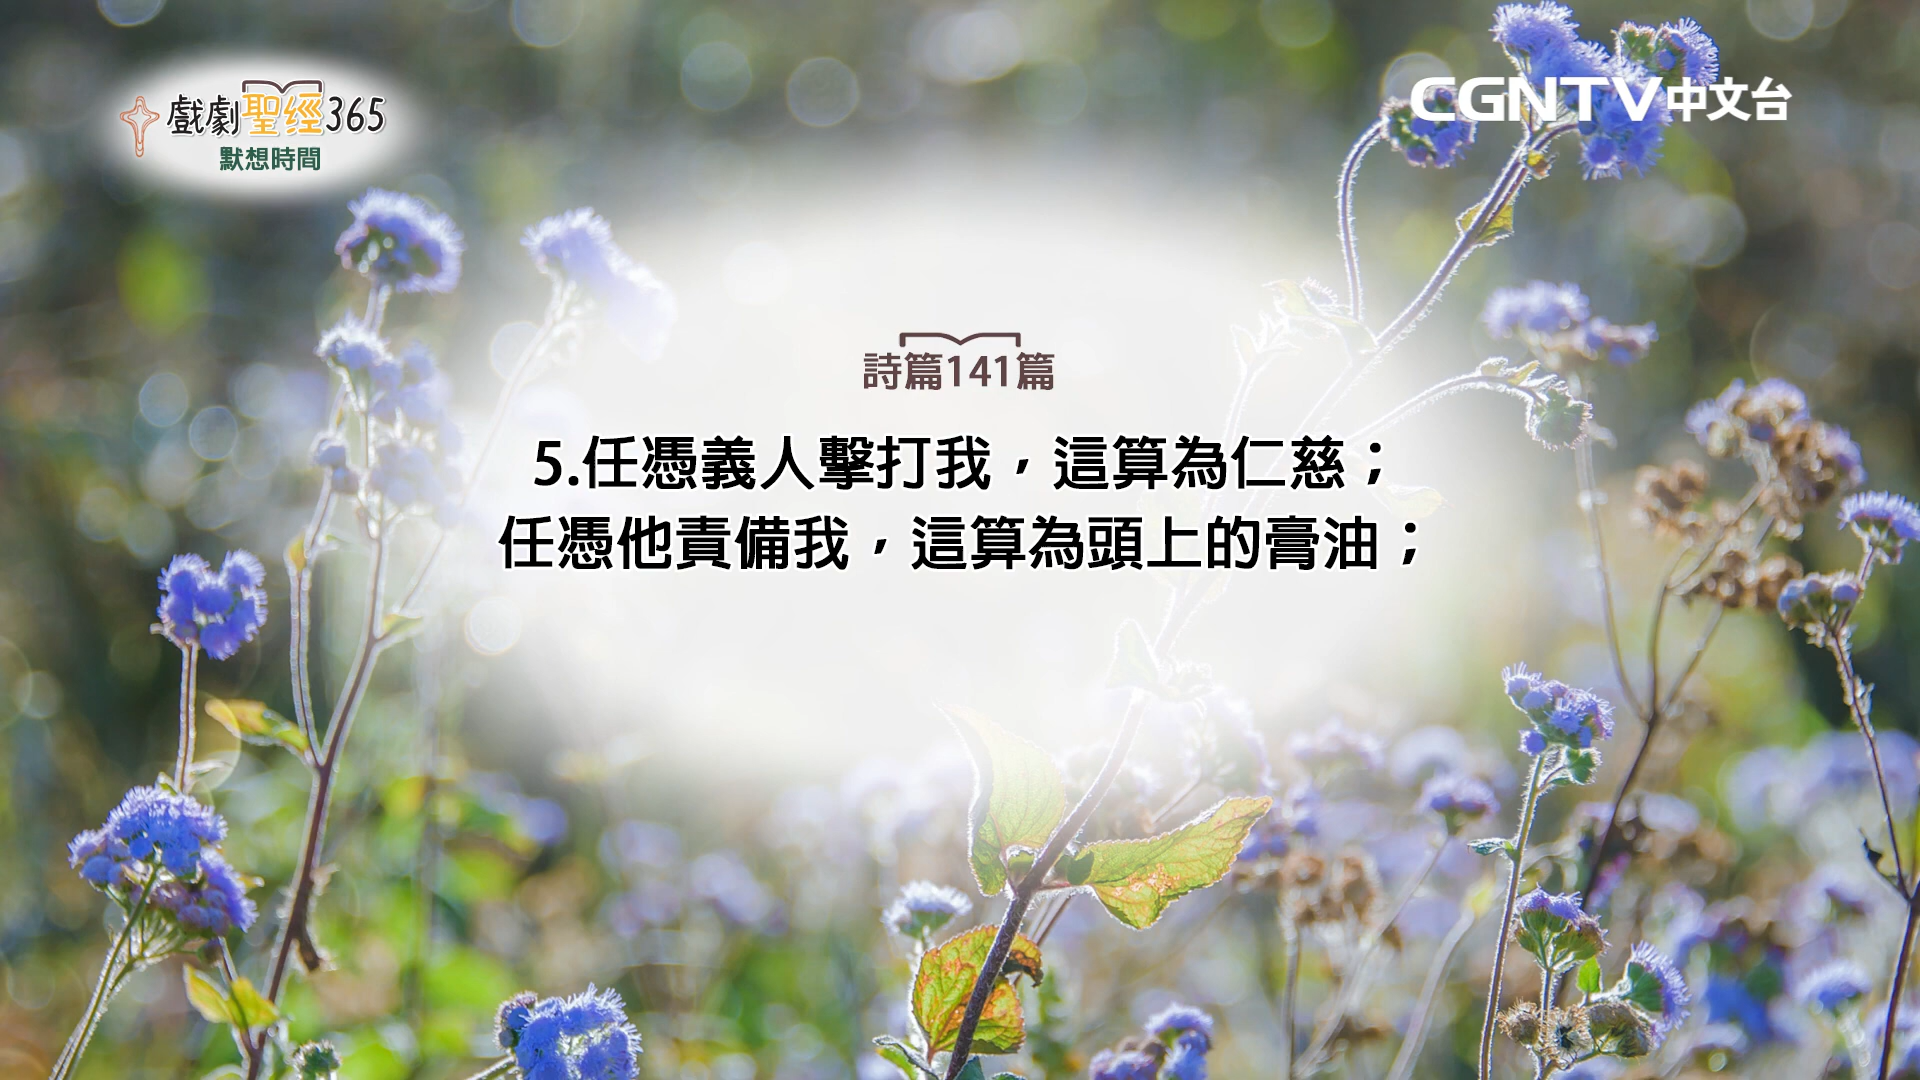 戲劇聖經365
默想時間
CGNTV中文台
詩篇141篇
5.任憑義人擊打我，這算為仁慈；
任憑他責備我，這算為頭上的膏油；